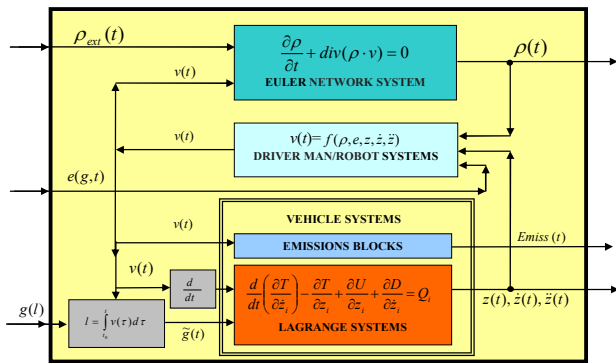 ρ_ext(t)
∂ρ/∂t + div(ρ·v) = 0
EULER NETWORK SYSTEM
ρ(t)
v(t)
v(t)
v(t)= f(ρ,e,z,ż,z̈)
DRIVER MAN/ROBOT SYSTEMS
e(g,t)
VEHICLE SYSTEMS
v(t)
EMISSIONS BLOCKS
Emiss(t)
v(t)
d/dt
d/dt(∂T/∂ż_i) − ∂T/∂z_i + ∂U/∂z_i + ∂D/∂ż_i = Q_i
LAGRANGE SYSTEMS
z(t), ż(t), z̈(t)
g(l)
l = ∫_{t_0}^{t} v(τ)dτ
g̃(t)